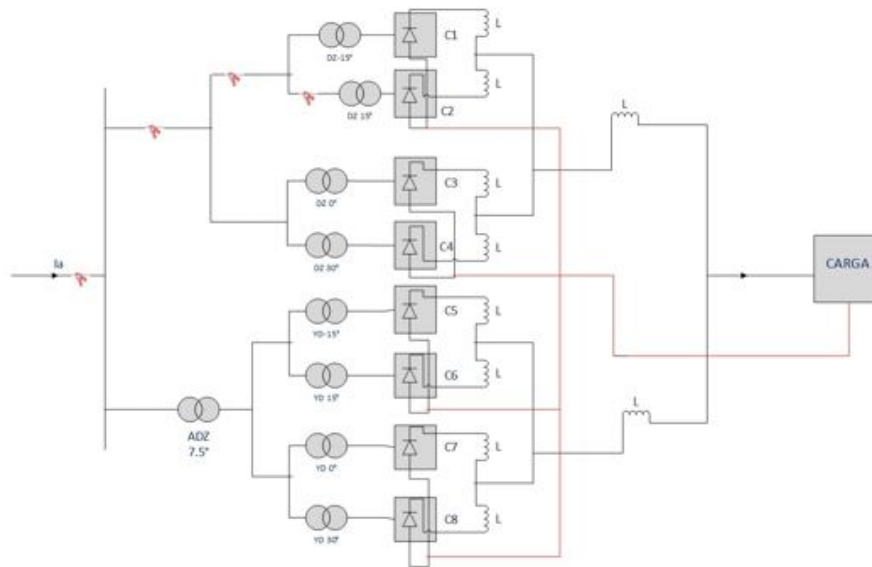 C1
L
DZ-15°
L
C2
DZ 15°
L
C3
L
DZ 0°
C4
L
DZ 30°
Ia
CARGA
C5
L
YD-15°
C6
L
YD 15°
L
ADZ
7.5°
C7
L
YD 0°
C8
L
YD 30°